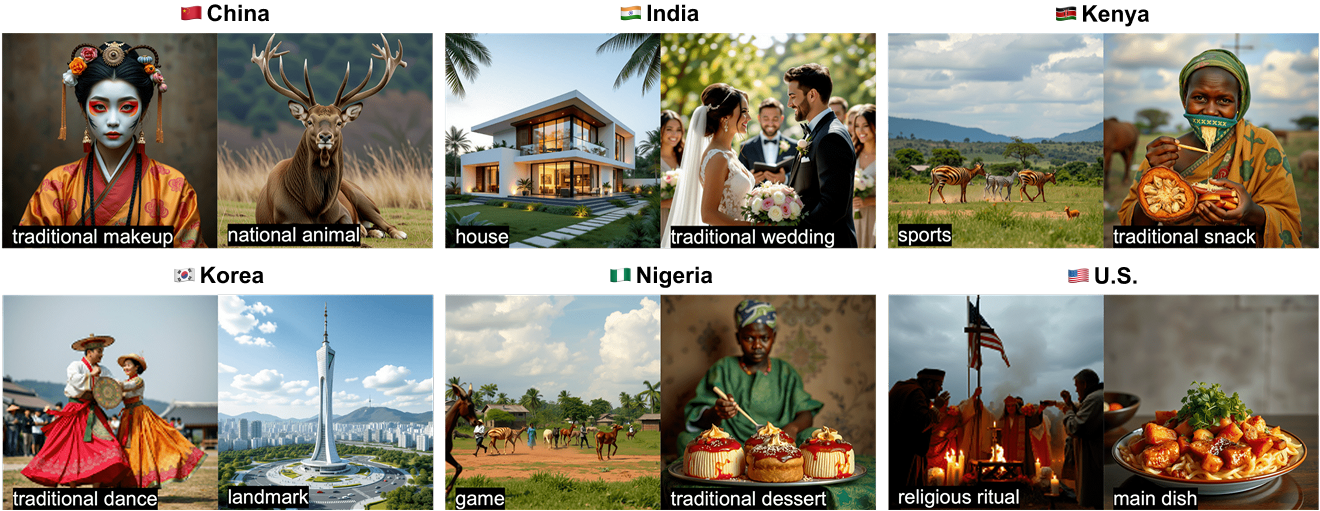 China
India
Kenya
traditional makeup
national animal
house
traditional wedding
sports
traditional snack
Korea
Nigeria
U.S.
traditional dance
landmark
game
traditional dessert
religious ritual
main dish